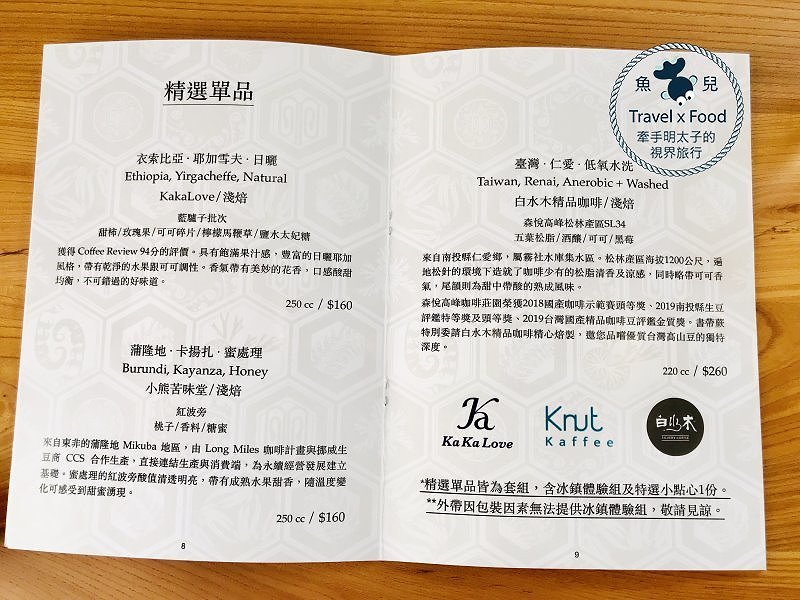 精選單品
衣索比亞·耶加雪夫·日曬
Ethiopia, Yirgacheffe, Natural
KakaLove/淺焙
藍驢子批次
甜柿/玫瑰果/可可碎片/檸檬馬鞭草/鹽水太妃糖
獲得 Coffee Review 94分的評價。具有飽滿果汁感，豐富的日曬耶加
風格，帶有乾淨的水果跟可可調性。香氣帶有美妙的花香，口感酸甜
均衡，不可錯過的好味道。
250 cc / $160
蒲隆地·卡揚扎·蜜處理
Burundi, Kayanza, Honey
小熊苦味堂/淺焙
紅波旁
桃子/香料/糖蜜
來自東非的蒲隆地 Mikuba 地區，由 Long Miles 咖啡計畫與挪威生
豆商 CCS 合作生產，直接連結生產與消費端，為永續經營發展建立
基礎。蜜處理的紅波旁酸值清透明亮，帶有成熟水果甜香，隨溫度變
化可感受到甜蜜湧現。
250 cc / $160
8
魚兒
Travel x Food
牽手明太子的
視界旅行
臺灣·仁愛·低氧水洗
Taiwan, Renai, Anerobic + Washed
白水木精品咖啡/淺焙
森悅高峰松林產區SL34
五葉松脂/酒釀/可可/黑莓
來自南投縣仁愛鄉，屬霧社水庫集水區。松林產區海拔1200公尺，遍
地松針的環境下造就了咖啡少有的松脂清香及涼感，同時略帶可可香
氣，尾韻則為甜中帶酸的熟成風味。
森悅高峰咖啡莊園榮獲2018國產咖啡示範賽頭等獎、2019南投縣生豆
評鑑特等獎及頭等獎、2019台灣國產精品咖啡豆評鑑金質獎。書帶蕨
特別委請白水木精品咖啡精心焙製，邀您品嚐優質台灣高山豆的獨特
深度。
220 cc / $260
KaKaLove
Knut
Kaffee
白水木
*精選單品皆為套組，含冰鎮體驗組及特選小點心1份。
**外帶因包裝因素無法提供冰鎮體驗組，敬請見諒。
9